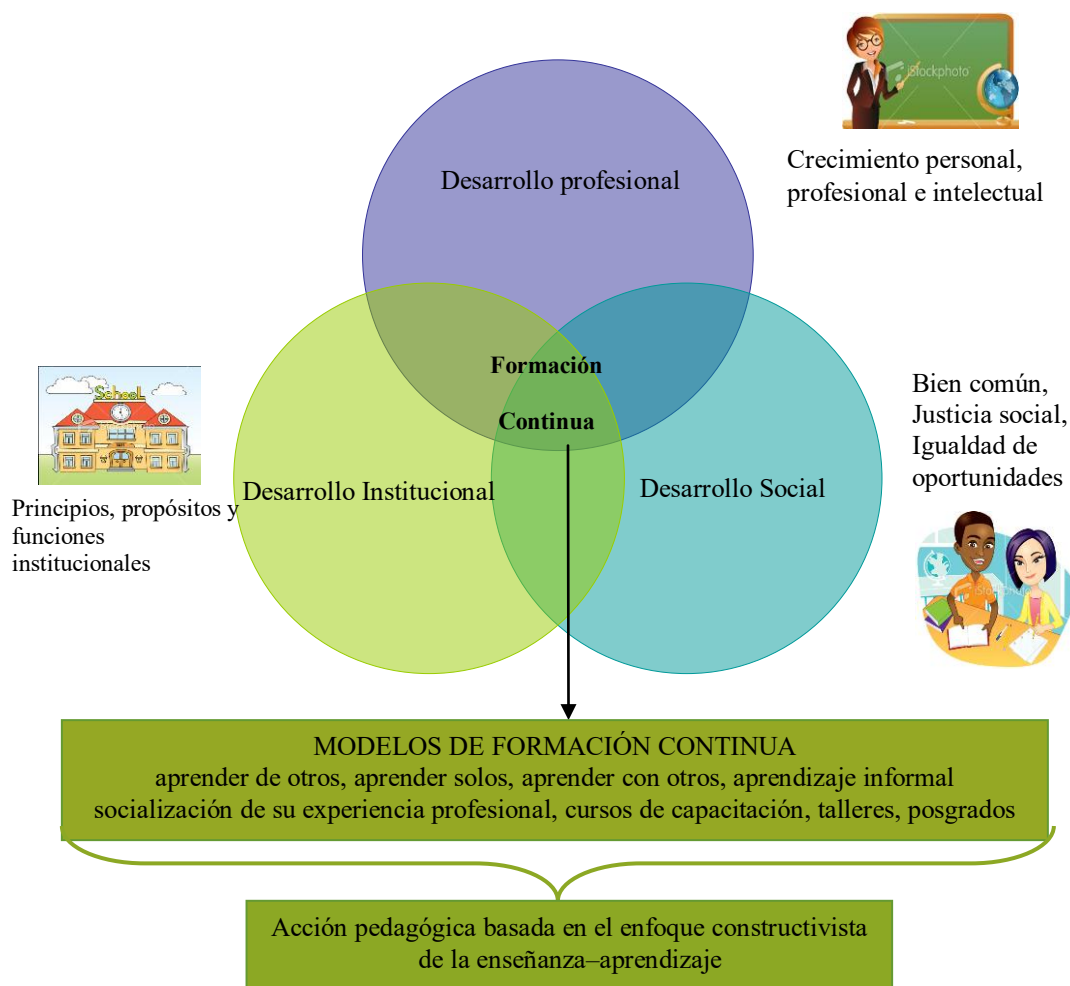 iStockphoto
Crecimiento personal,
profesional e intelectual
Desarrollo profesional
Formación
Continua
SchooL
Principios, propósitos y
funciones
institucionales
Desarrollo Institucional
Desarrollo Social
Bien común,
Justicia social,
Igualdad de
oportunidades
MODELOS DE FORMACIÓN CONTINUA
aprender de otros, aprender solos, aprender con otros, aprendizaje informal
socialización de su experiencia profesional, cursos de capacitación, talleres, posgrados
Acción pedagógica basada en el enfoque constructivista
de la enseñanza–aprendizaje